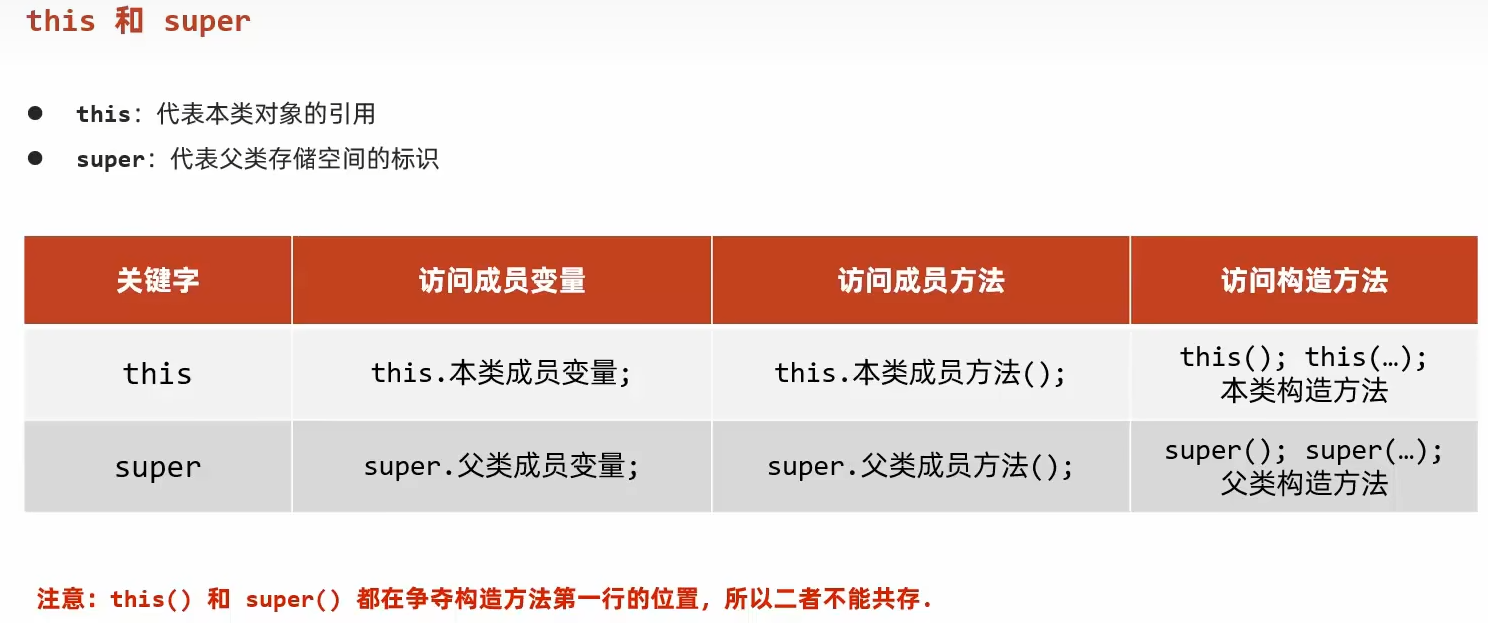 this 和 super
● this：代表本类对象的引用
● super：代表父类存储空间的标识
关键字 访问成员变量 访问成员方法 访问构造方法
this this.本类成员变量; this.本类成员方法(); this(); this(…);
本类构造方法
super super.父类成员变量; super.父类成员方法(); super(); super(…);
父类构造方法
注意：this() 和 super() 都在争夺构造方法第一行的位置，所以二者不能共存.